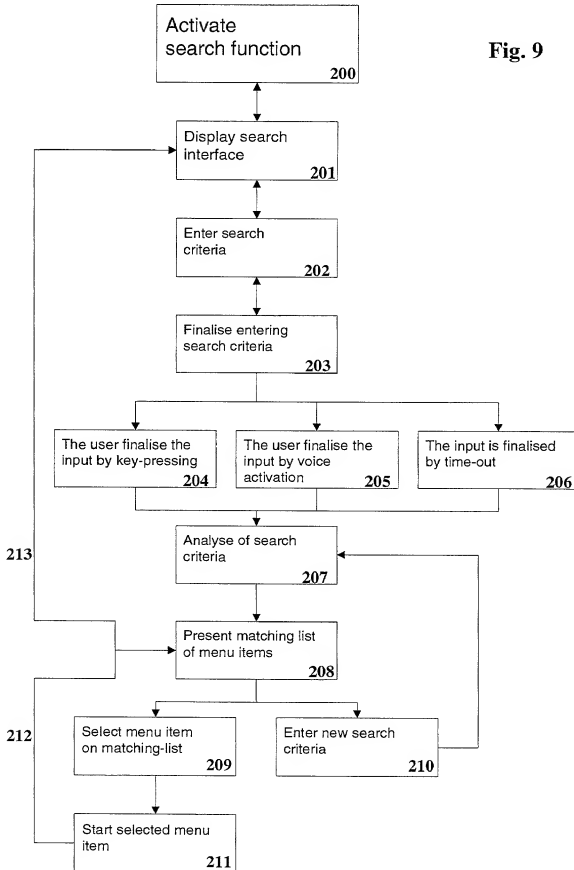 Activate
search function
200
Fig. 9
Display search
interface
201
Enter search
criteria
202
Finalise entering
search criteria
203
The user finalise the
input by key-pressing
204
The user finalise the
input by voice
activation
205
The input is finalised
by time-out
206
Analyse of search
criteria
207
213
Present matching list
of menu items
208
212
Select menu item
on matching-list
209
Enter new search
criteria
210
Start selected menu
item
211